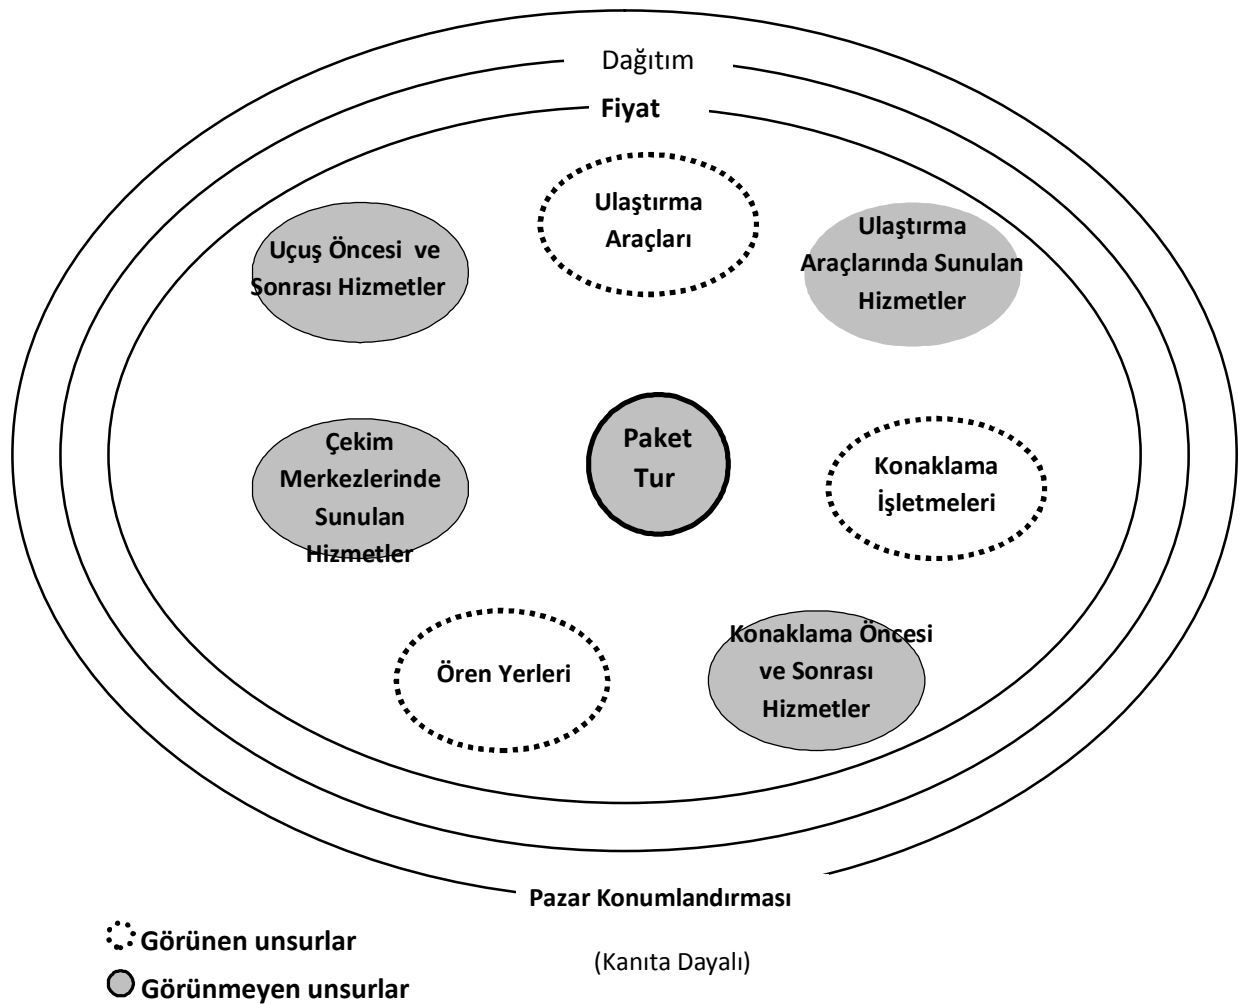 Dağıtım
Fiyat
Ulaştırma
Araçları
Uçuş Öncesi ve
Sonrası Hizmetler
Ulaştırma
Araçlarında Sunulan
Hizmetler
Çekim
Merkezlerinde
Sunulan
Hizmetler
Paket
Tur
Konaklama
İşletmeleri
Ören Yerleri
Konaklama Öncesi
ve Sonrası
Hizmetler
Pazar Konumlandırması
(Kanıta Dayalı)
Görünen unsurlar
Görünmeyen unsurlar